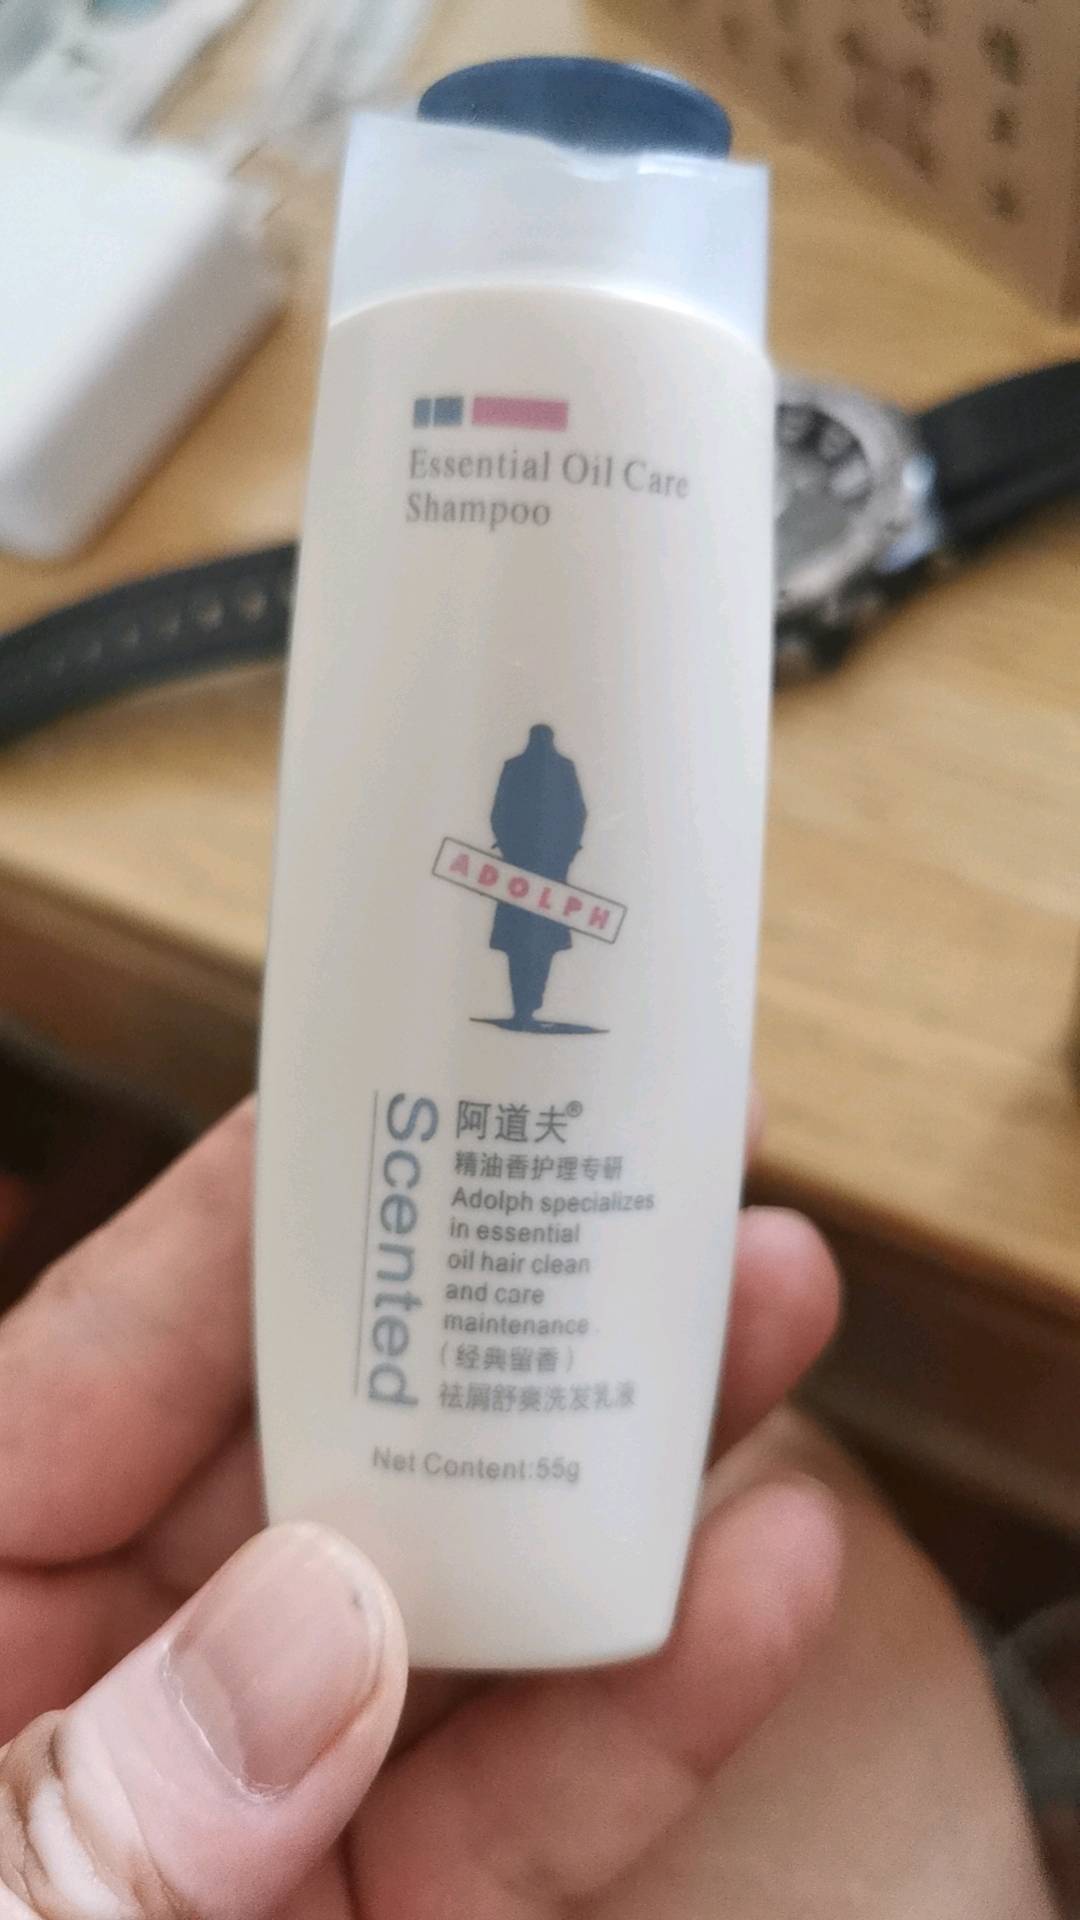 Essential Oil Care
Shampoo
ADOLPH
Scented
阿道夫®
精油香护理专研
Adolph specializes
in essential
oil hair clean
and care
maintenance.
(经典留香)
祛屑舒爽洗发乳液
Net Content:55g